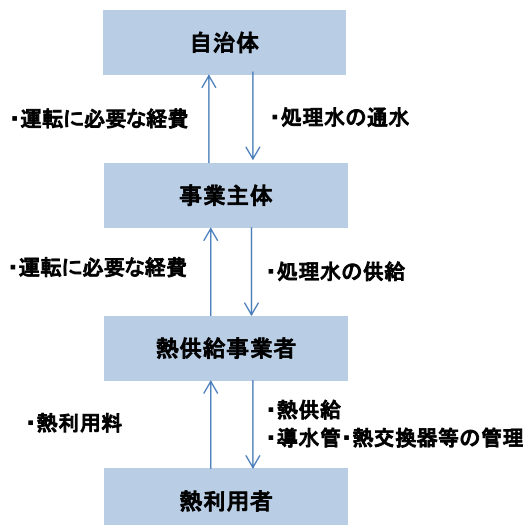 自治体
・運転に必要な経費
・処理水の通水
事業主体
・運転に必要な経費
・処理水の供給
熱供給事業者
・熱利用料
・熱供給
・導水管・熱交換器等の管理
熱利用者